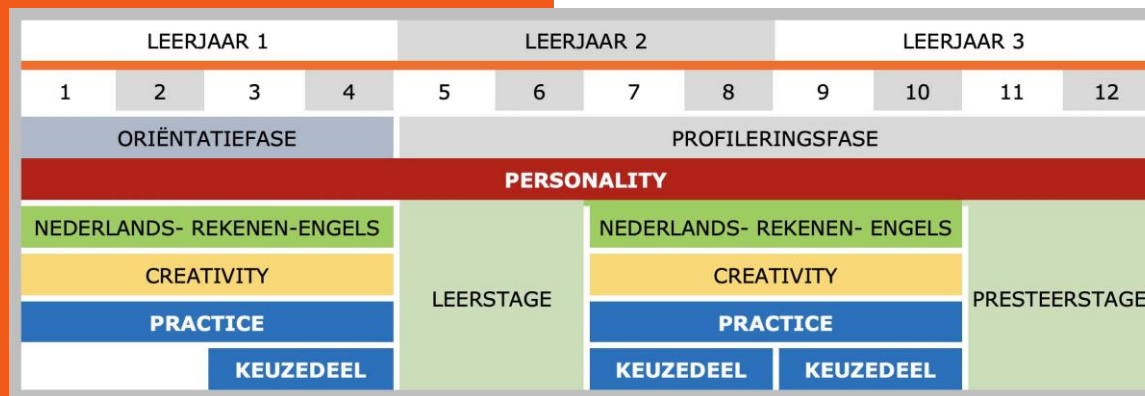 LEERJAAR 1 LEERJAAR 2 LEERJAAR 3
1 2 3 4 5 6 7 8 9 10 11 12
ORIËNTATIEFASE PROFILERINGSFASE
PERSONALITY
NEDERLANDS- REKENEN-ENGELS NEDERLANDS- REKENEN- ENGELS
CREATIVITY CREATIVITY
LEERSTAGE PRESTEERSTAGE
PRACTICE PRACTICE
KEUZEDEEL KEUZEDEEL KEUZEDEEL